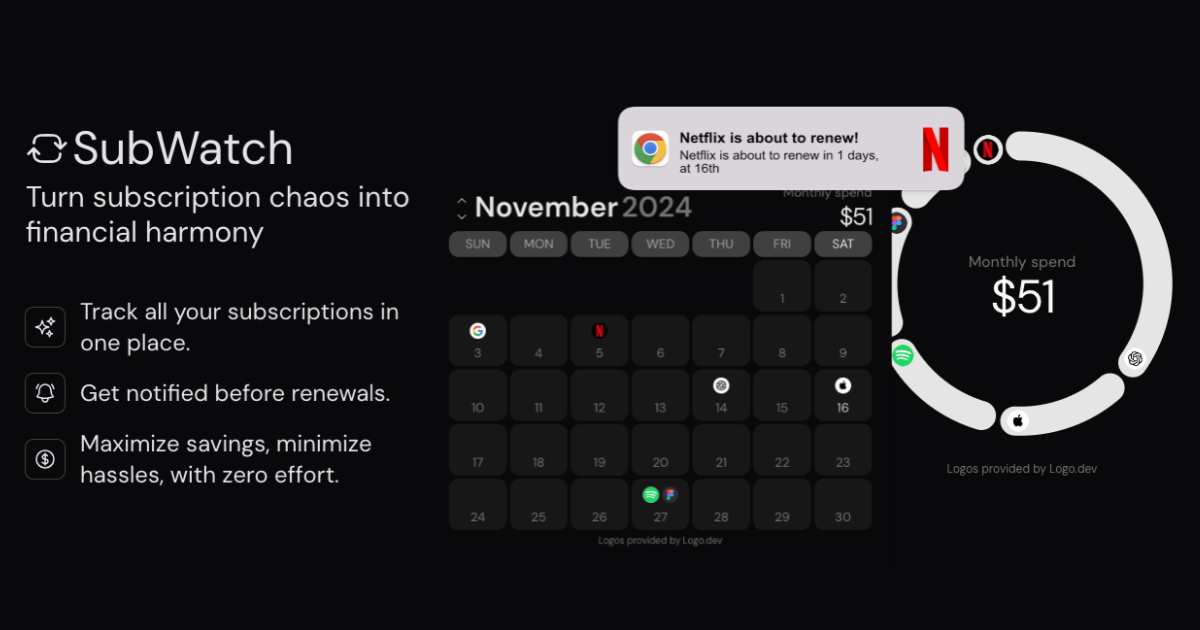 SubWatch
Turn subscription chaos into
financial harmony
Track all your subscriptions in
one place.
Get notified before renewals.
Maximize savings, minimize
hassles, with zero effort.
Netflix is about to renew!
Netflix is about to renew in 1 days,
at 16th
N
November 2024
Monthly spend
$51
SUN MON TUE WED THU FRI SAT
1 2
3 4 5 6 7 8 9
10 11 12 13 14 15 16
17 18 19 20 21 22 23
24 25 26 27 28 29 30
Logos provided by Logo.dev
Monthly spend
$51
Logos provided by Logo.dev